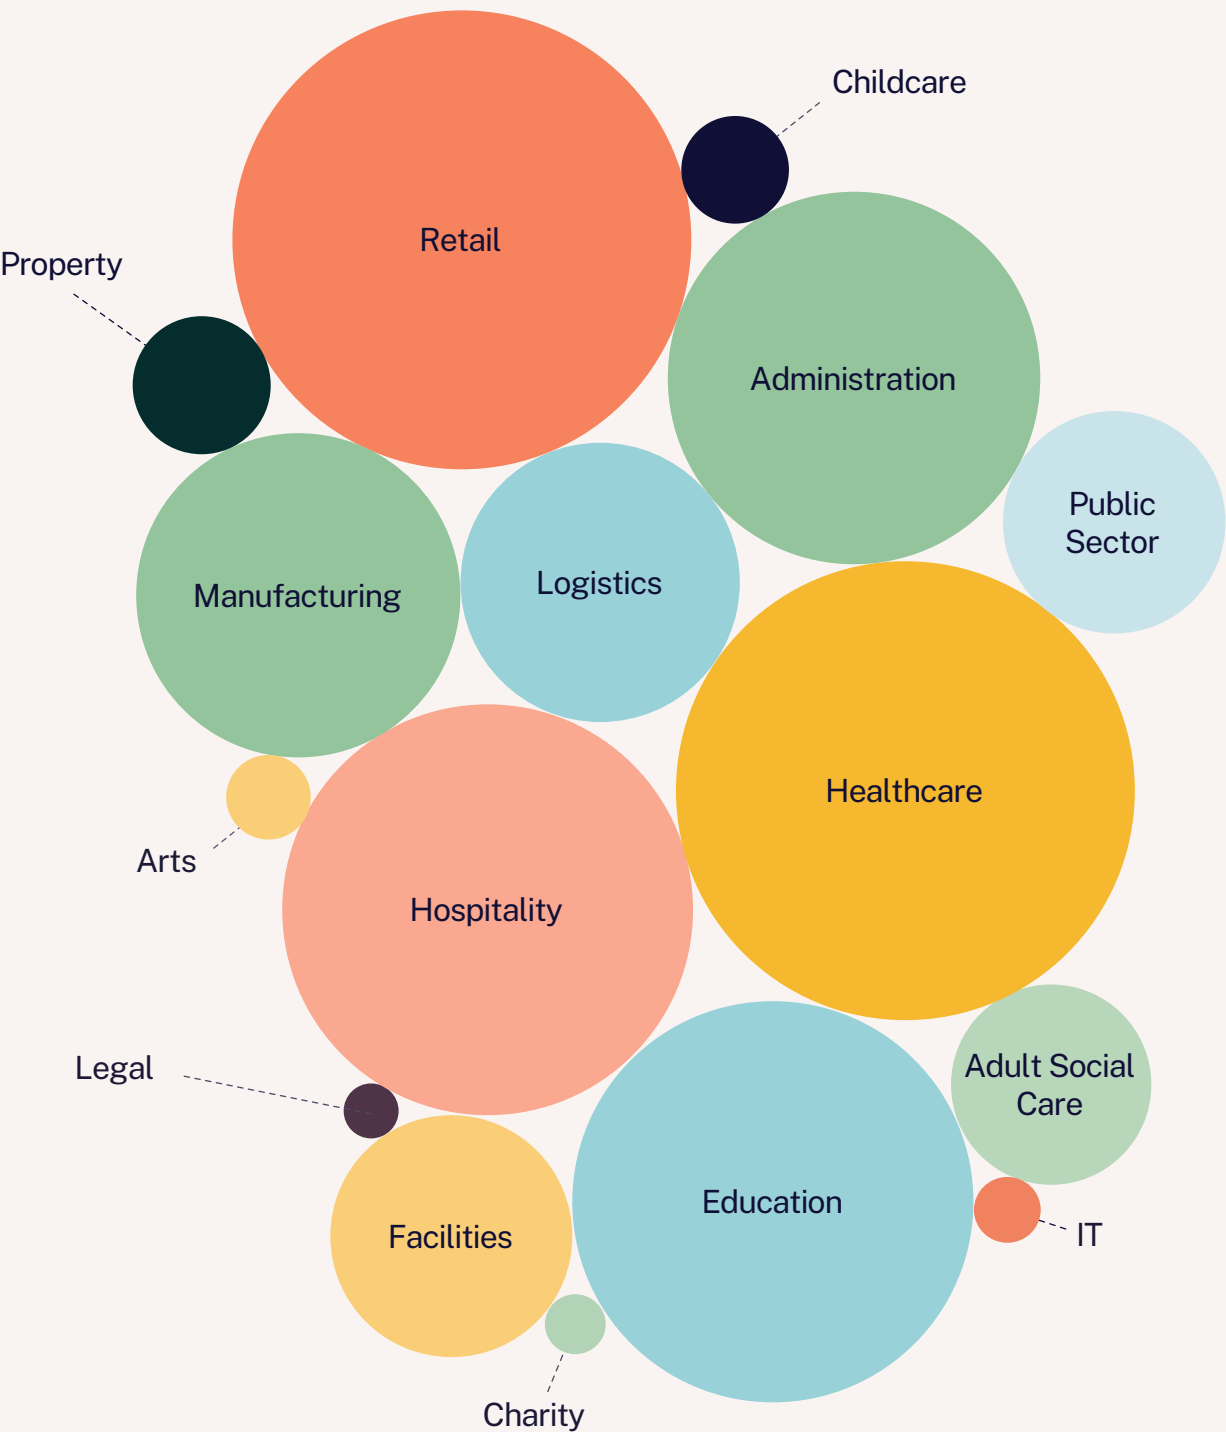 Childcare
Retail
Property
Administration
Public
Sector
Logistics
Manufacturing
Healthcare
Arts
Hospitality
Legal
Adult Social
Care
Education
Facilities
IT
Charity